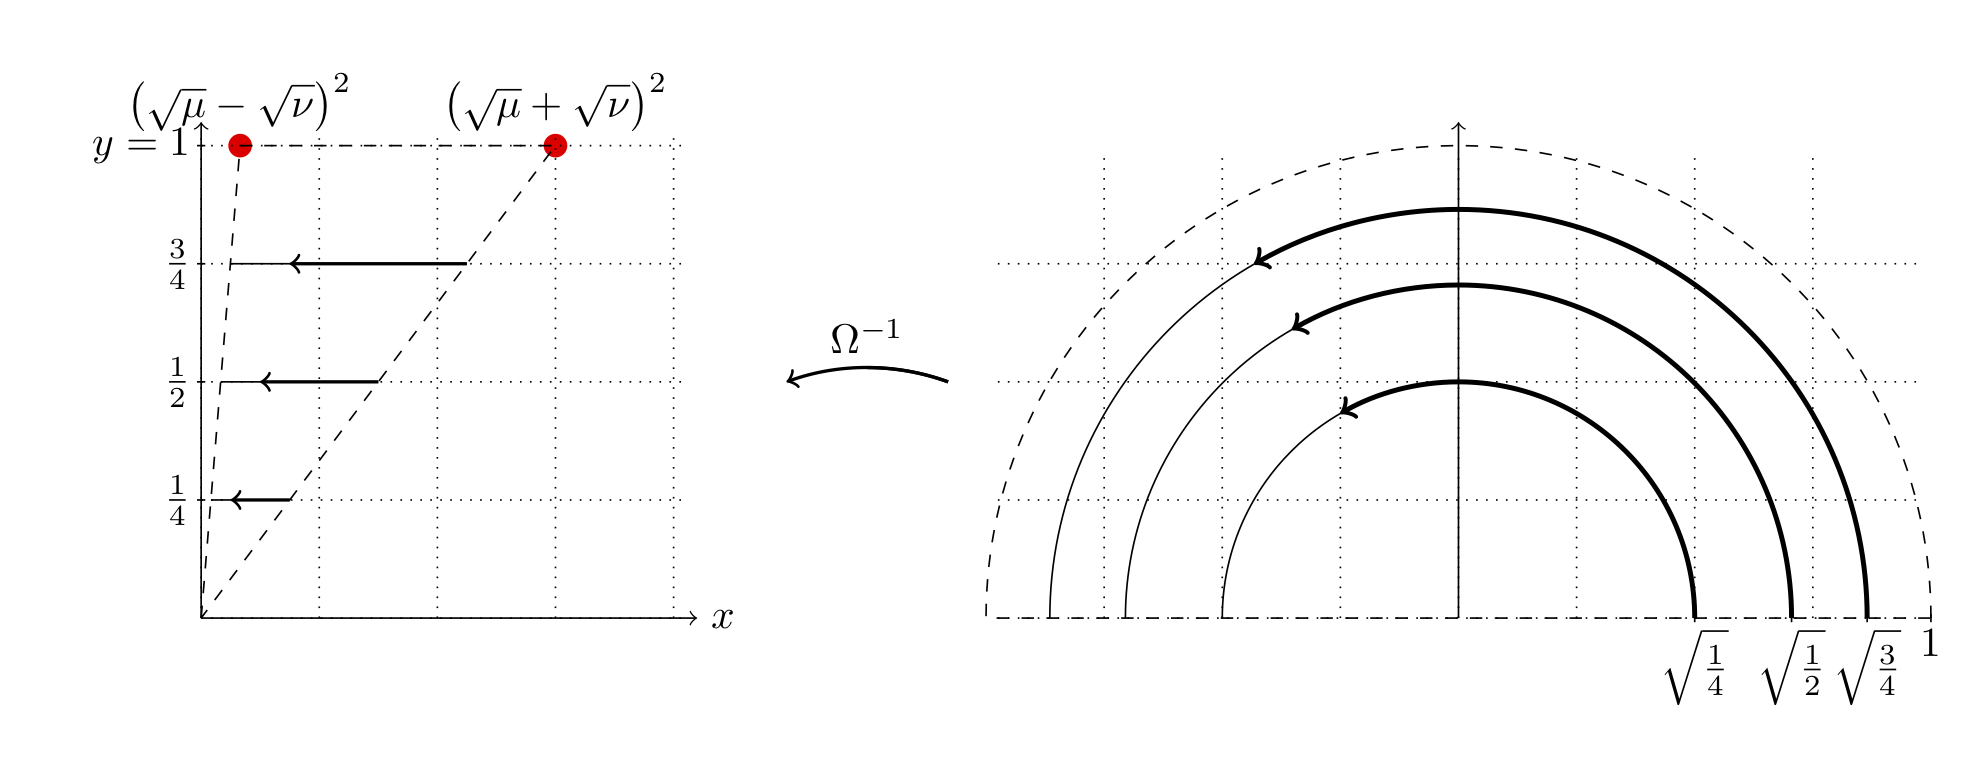 (√μ − √ν)² (√μ + √ν)²
y = 1
3/4
1/2
1/4
x
Ω⁻¹
√(1/4) √(1/2) √(3/4) 1